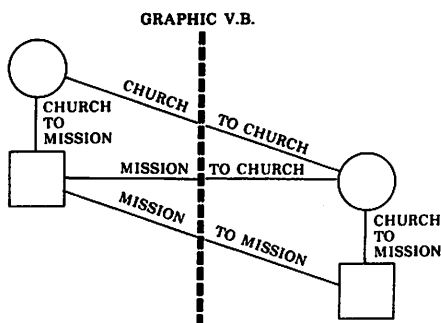 GRAPHIC V.B.
CHURCH TO CHURCH
CHURCH
TO
MISSION
MISSION TO CHURCH
MISSION TO MISSION
CHURCH
TO
MISSION